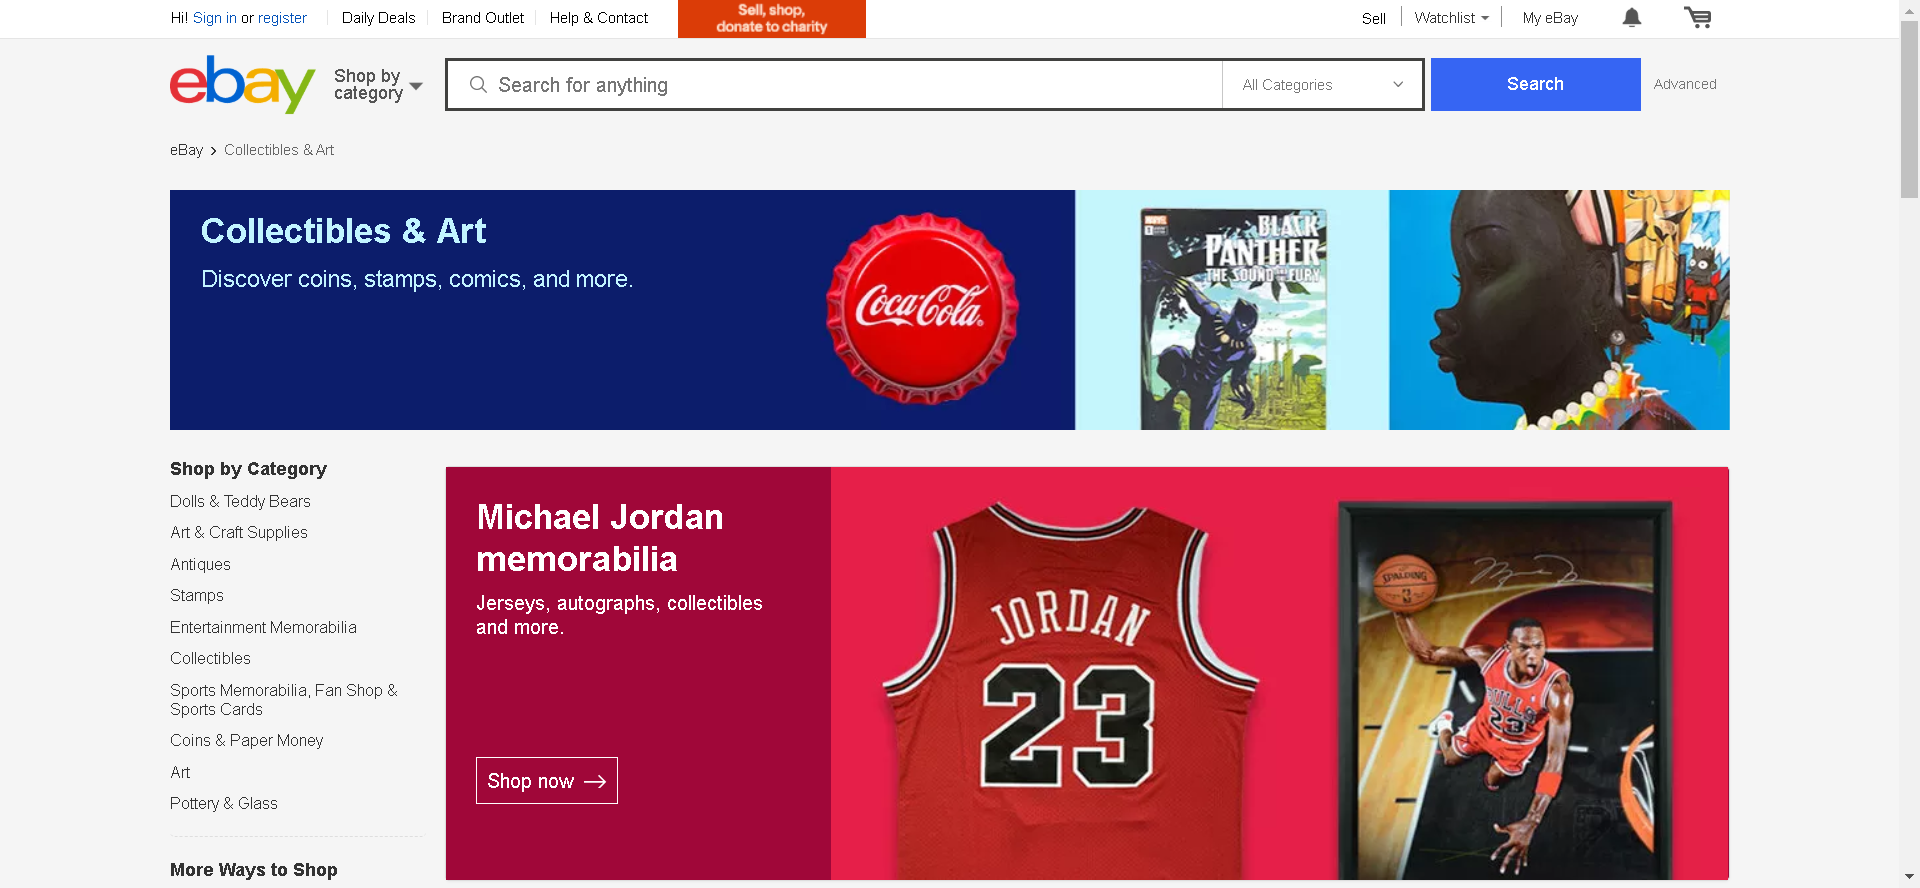 Hi! Sign in or register
Daily Deals
Brand Outlet
Help & Contact
Sell, shop,
donate to charity
Sell
Watchlist
My eBay
ebay
Shop by
category
Search for anything
All Categories
Search
Advanced
eBay
Collectibles & Art
Collectibles & Art
Discover coins, stamps, comics, and more.
Coca-Cola
MARVEL
1
BLACK
PANTHER
THE SOUND AND THE FURY
Shop by Category
Dolls & Teddy Bears
Art & Craft Supplies
Antiques
Stamps
Entertainment Memorabilia
Collectibles
Sports Memorabilia, Fan Shop &
Sports Cards
Coins & Paper Money
Art
Pottery & Glass
More Ways to Shop
Michael Jordan
memorabilia
Jerseys, autographs, collectibles
and more.
Shop now
JORDAN
23
SPALDING
BULLS
23